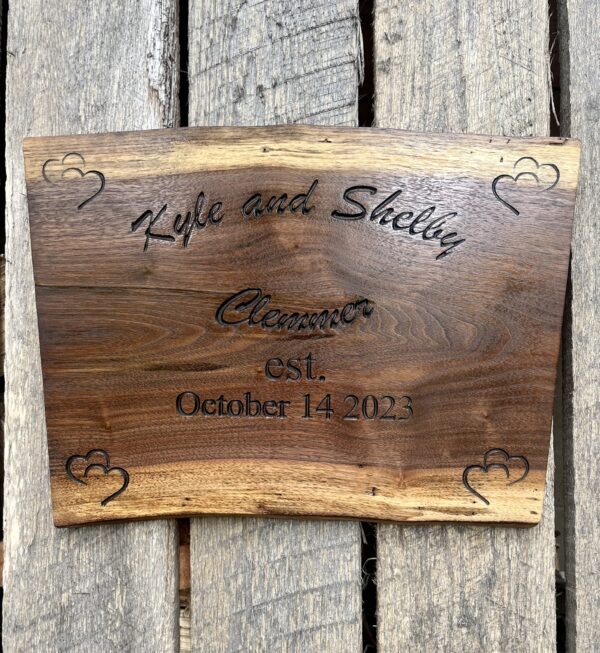 Kyle and Shelby
Clemmer
est.
October 14 2023